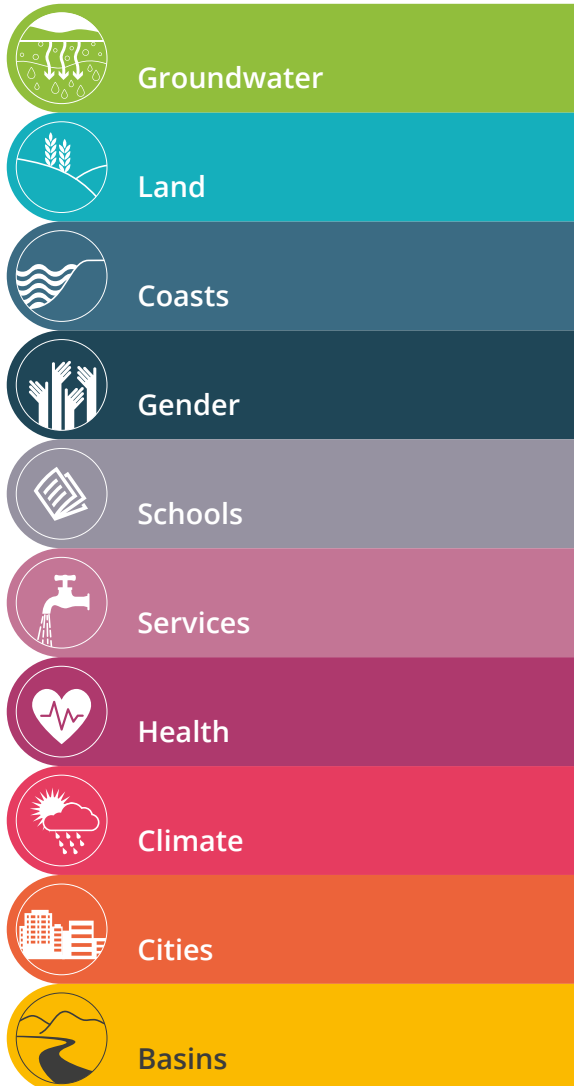 Groundwater
Land
Coasts
Gender
Schools
Services
Health
Climate
Cities
Basins